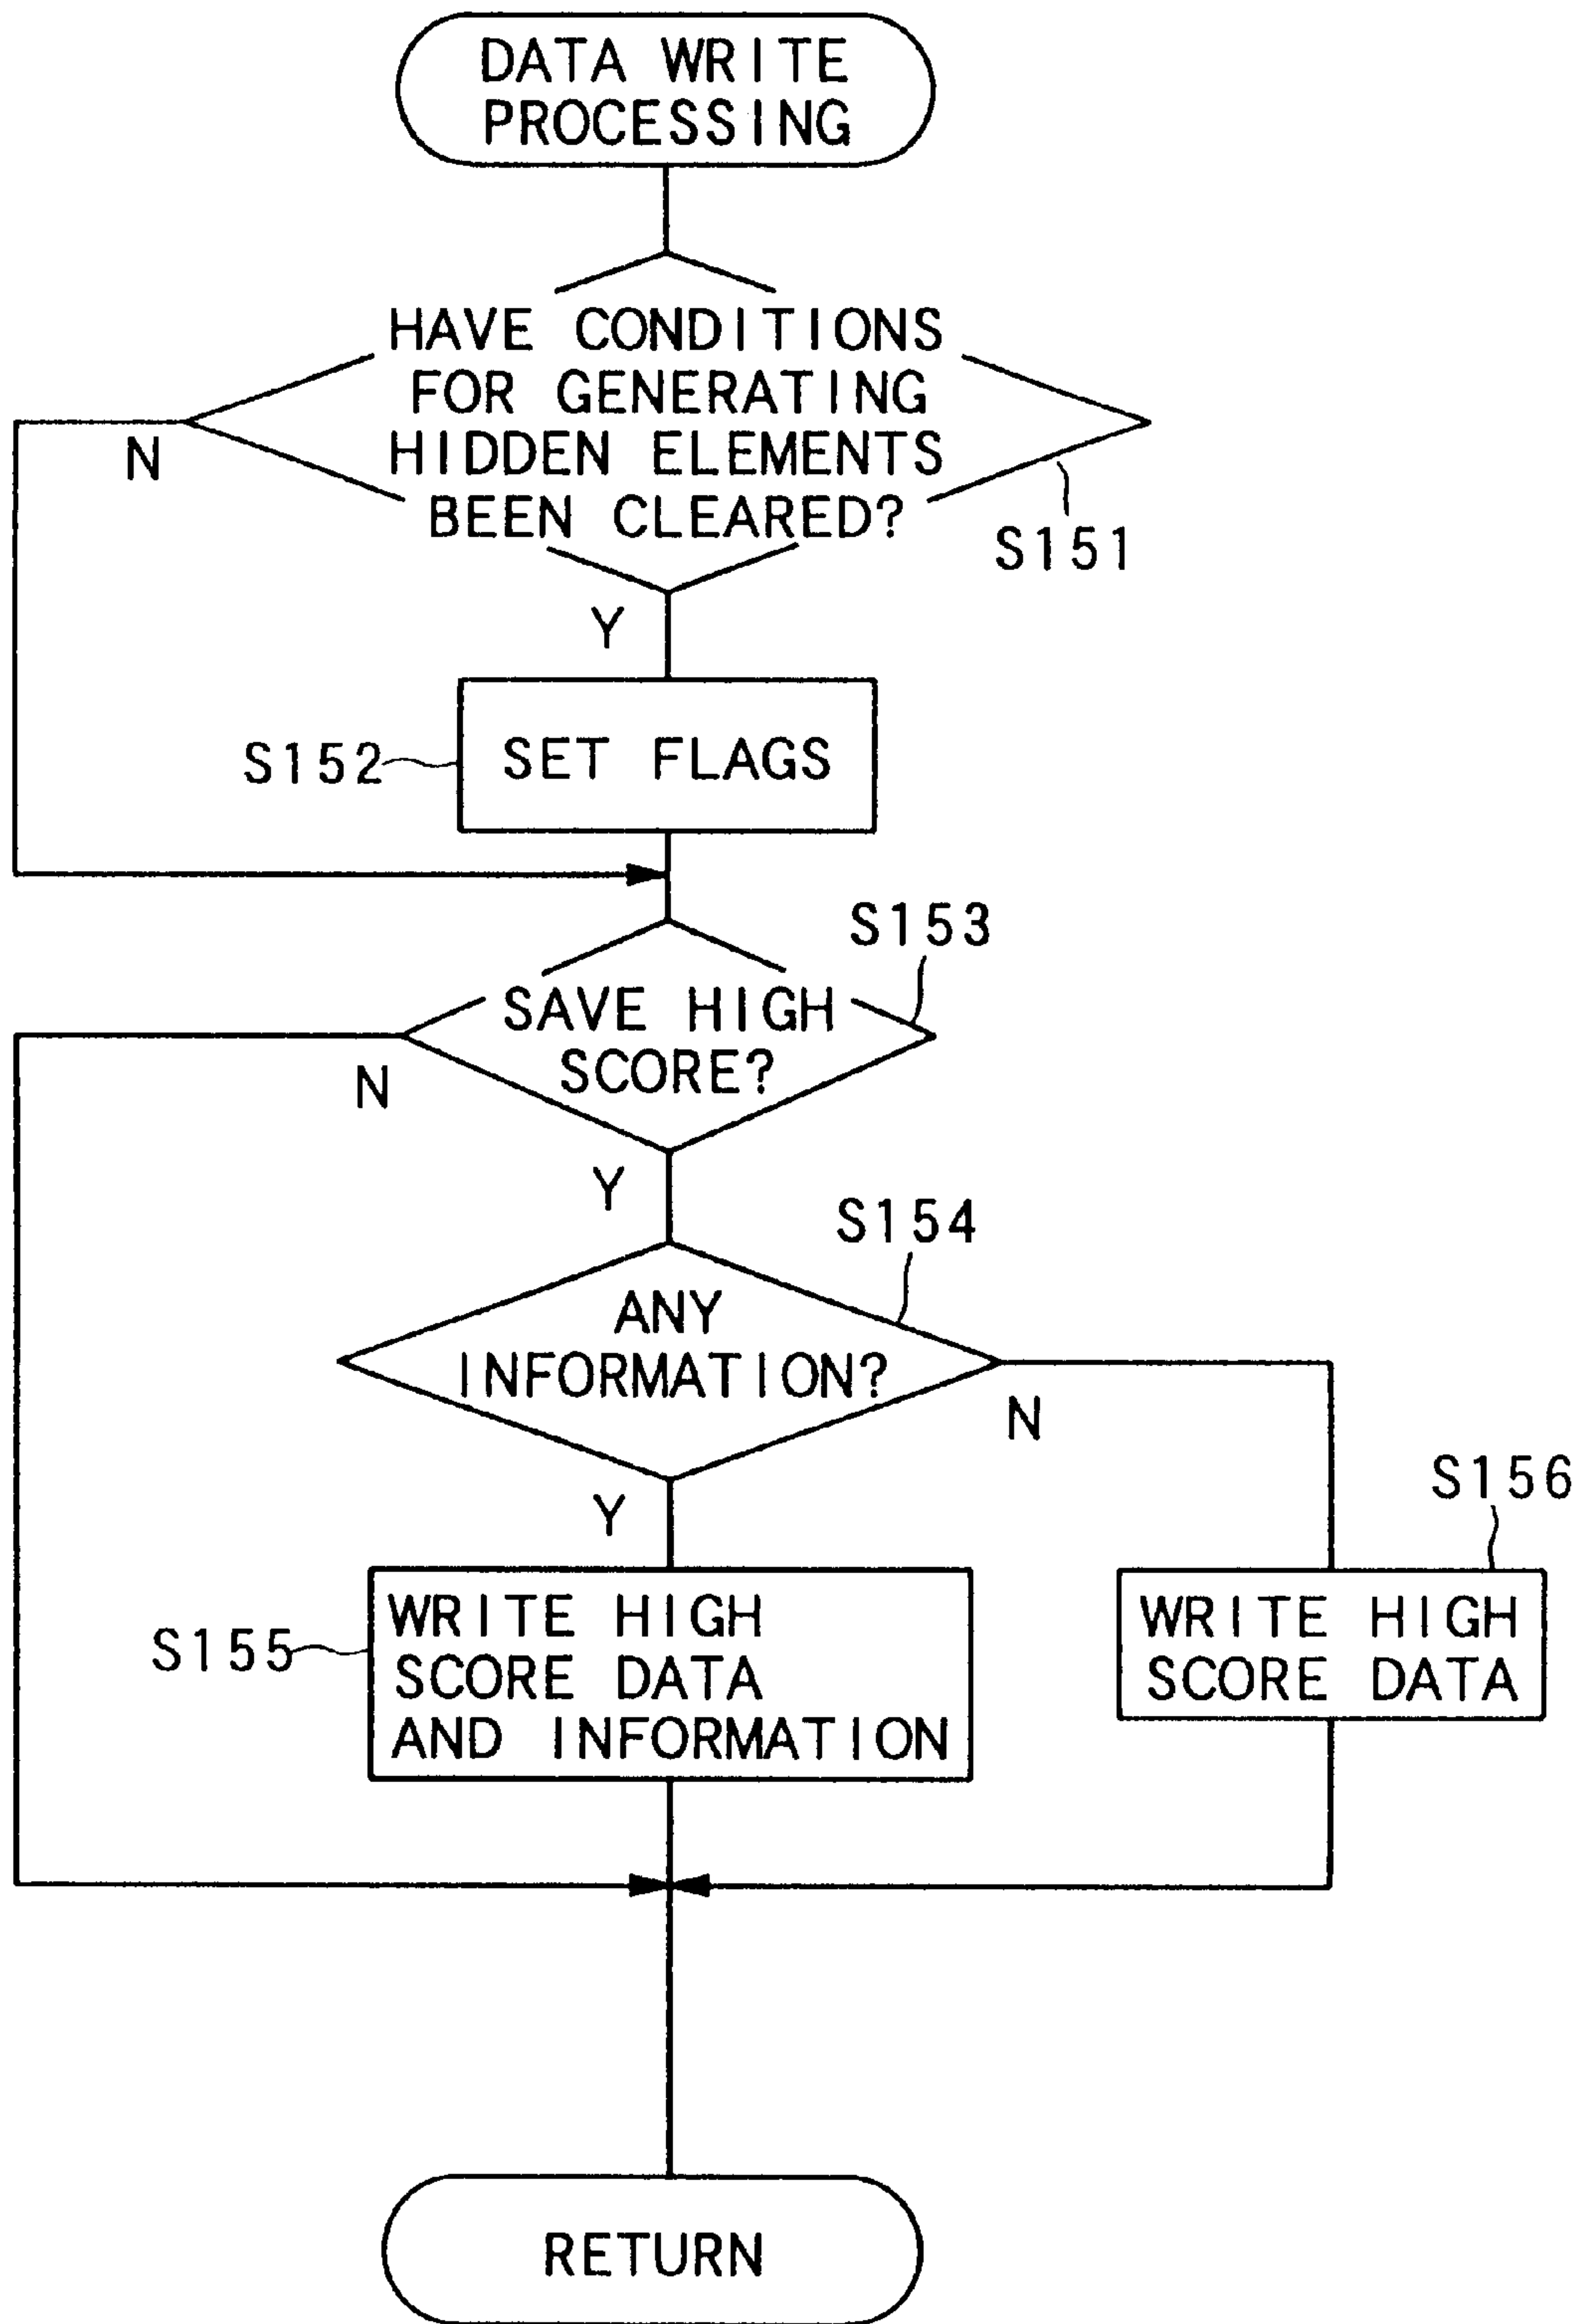 DATA WRITE
PROCESSING
HAVE CONDITIONS
FOR GENERATING
HIDDEN ELEMENTS
BEEN CLEARED?
N
S151
Y
S152
SET FLAGS
S153
SAVE HIGH
SCORE?
N
Y
S154
ANY
INFORMATION?
N
Y
S156
S155
WRITE HIGH
SCORE DATA
AND INFORMATION
WRITE HIGH
SCORE DATA
RETURN